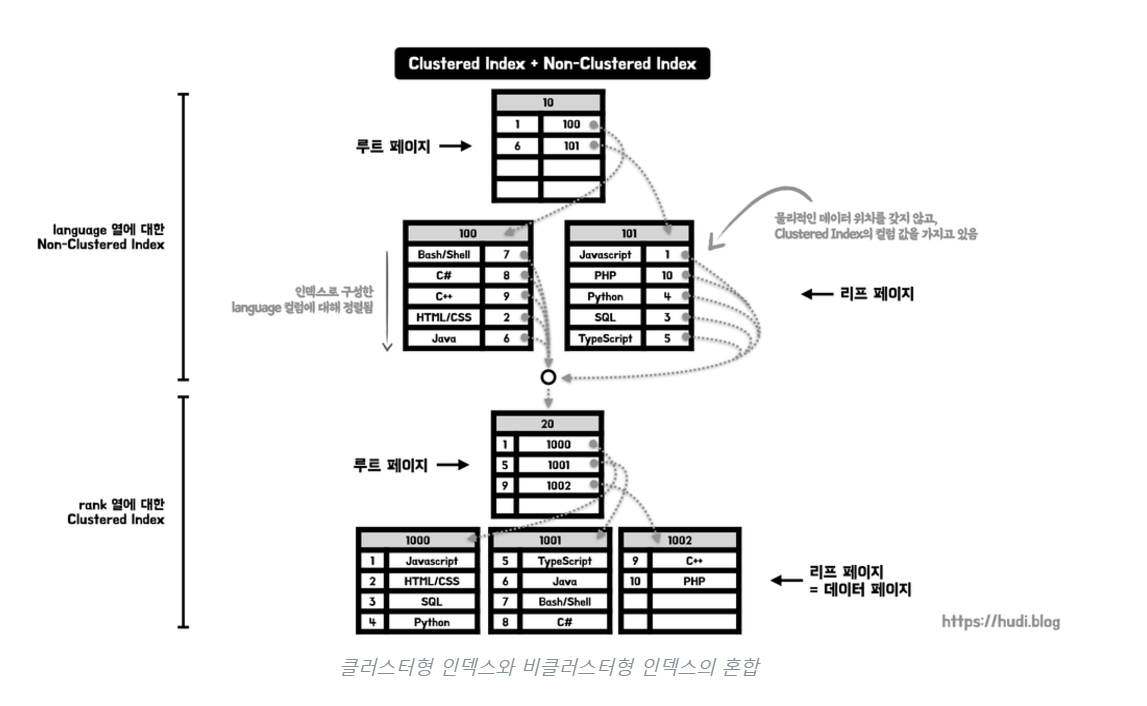 Clustered Index + Non-Clustered Index
10
1 100
6 101
루트 페이지
language 열에 대한
Non-Clustered Index
100
Bash/Shell 7
C# 8
C++ 9
HTML/CSS 2
Java 6
인덱스로 구성한
language 컬럼에 대해 정렬됨
101
Javascript 1
PHP 10
Python 4
SQL 3
TypeScript 5
물리적인 데이터 위치를 갖지 않고,
Clustered Index의 컬럼 값을 가지고 있음
리프 페이지
20
1 1000
5 1001
9 1002
루트 페이지
rank 열에 대한
Clustered Index
1000
1 Javascript
2 HTML/CSS
3 SQL
4 Python
1001
5 TypeScript
6 Java
7 Bash/Shell
8 C#
1002
9 C++
10 PHP
리프 페이지
= 데이터 페이지
https://hudi.blog
클러스터형 인덱스와 비클러스터형 인덱스의 혼합